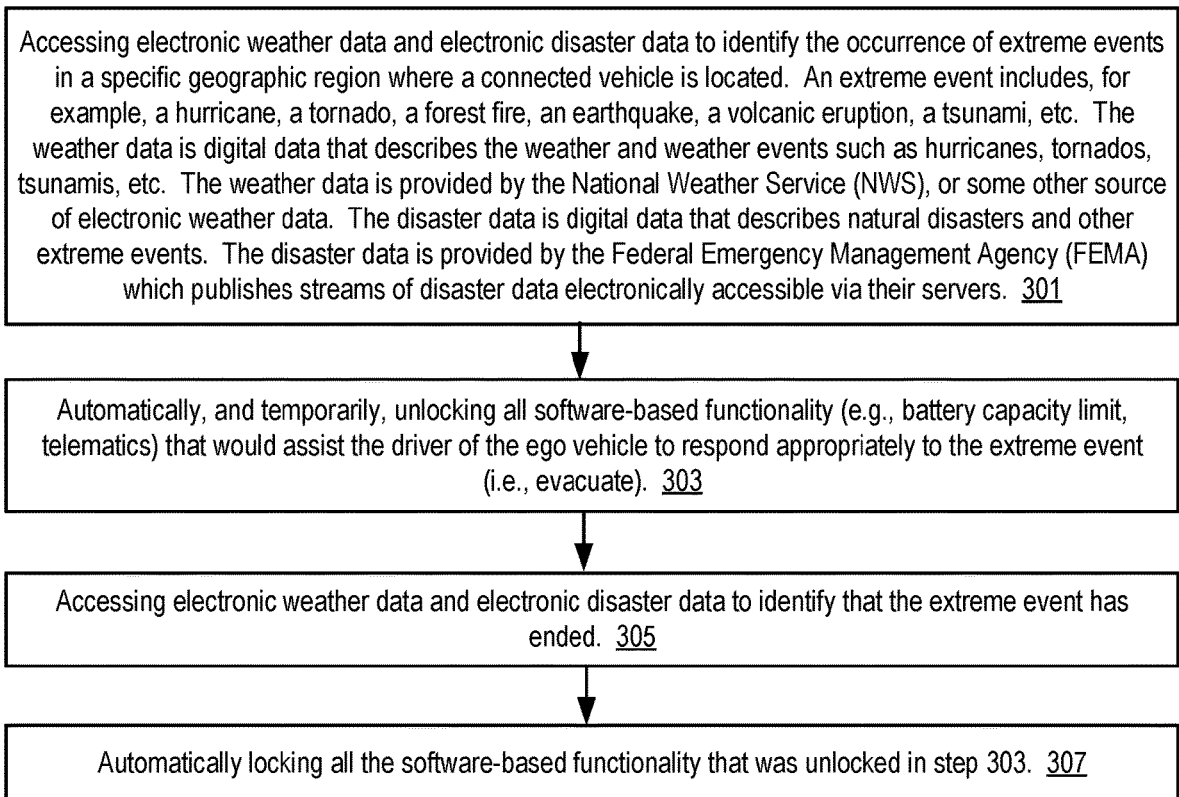 Accessing electronic weather data and electronic disaster data to identify the occurrence of extreme events
in a specific geographic region where a connected vehicle is located. An extreme event includes, for
example, a hurricane, a tornado, a forest fire, an earthquake, a volcanic eruption, a tsunami, etc. The
weather data is digital data that describes the weather and weather events such as hurricanes, tornados,
tsunamis, etc. The weather data is provided by the National Weather Service (NWS), or some other source
of electronic weather data. The disaster data is digital data that describes natural disasters and other
extreme events. The disaster data is provided by the Federal Emergency Management Agency (FEMA)
which publishes streams of disaster data electronically accessible via their servers. 301
Automatically, and temporarily, unlocking all software-based functionality (e.g., battery capacity limit,
telematics) that would assist the driver of the ego vehicle to respond appropriately to the extreme event
(i.e., evacuate). 303
Accessing electronic weather data and electronic disaster data to identify that the extreme event has
ended. 305
Automatically locking all the software-based functionality that was unlocked in step 303. 307